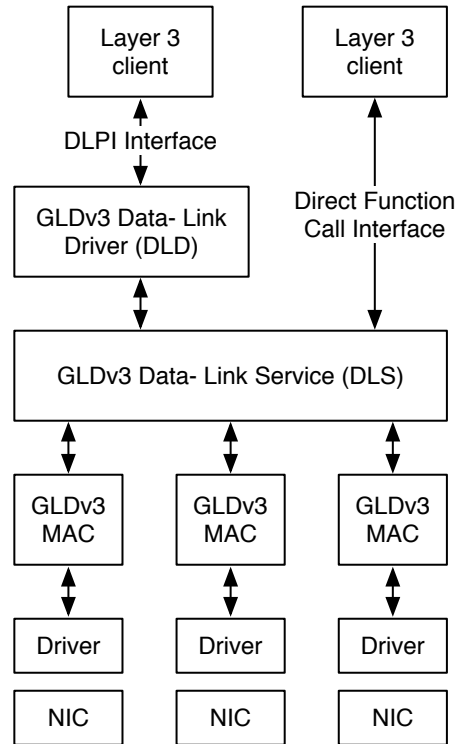 Layer 3
client
Layer 3
client
DLPI Interface
GLDv3 Data- Link
Driver (DLD)
Direct Function
Call Interface
GLDv3 Data- Link Service (DLS)
GLDv3
MAC
GLDv3
MAC
GLDv3
MAC
Driver
Driver
Driver
NIC
NIC
NIC